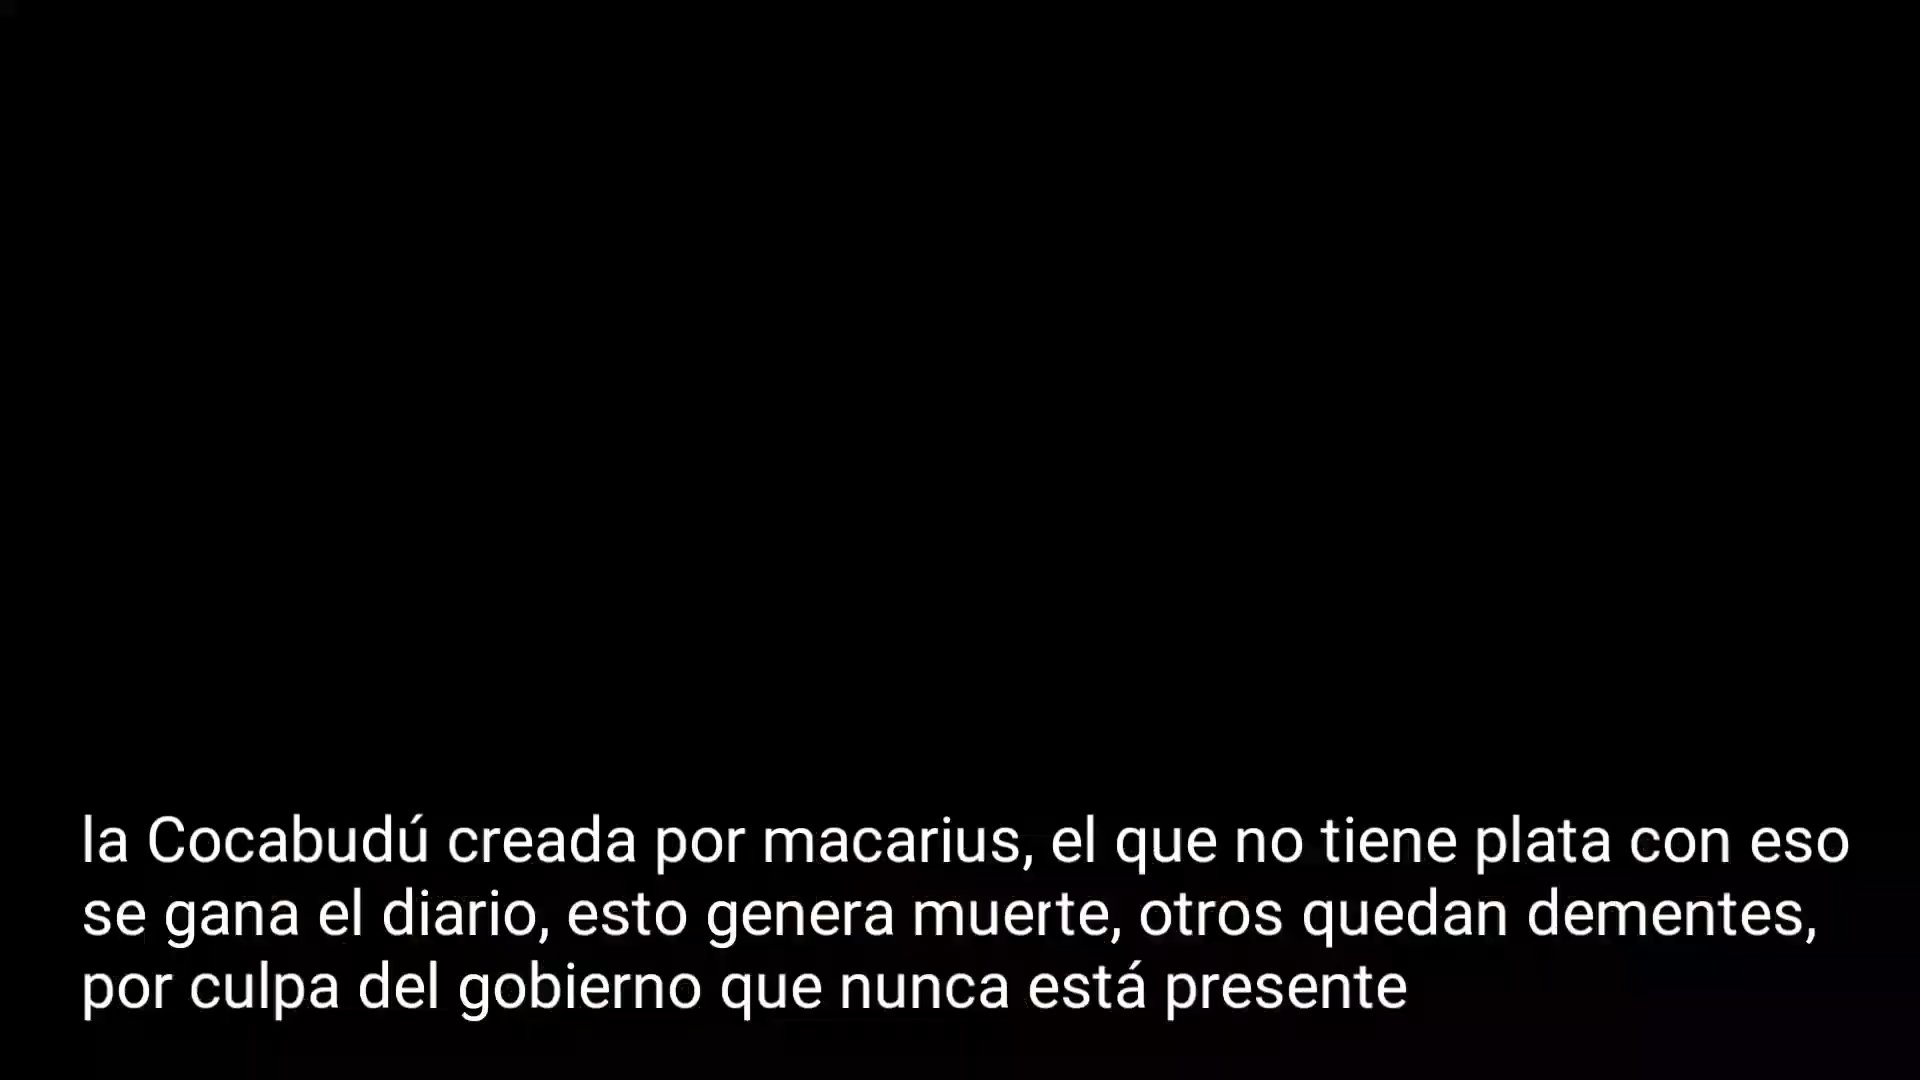 la Cocabudú creada por macarius, el que no tiene plata con eso
se gana el diario, esto genera muerte, otros quedan dementes,
por culpa del gobierno que nunca está presente